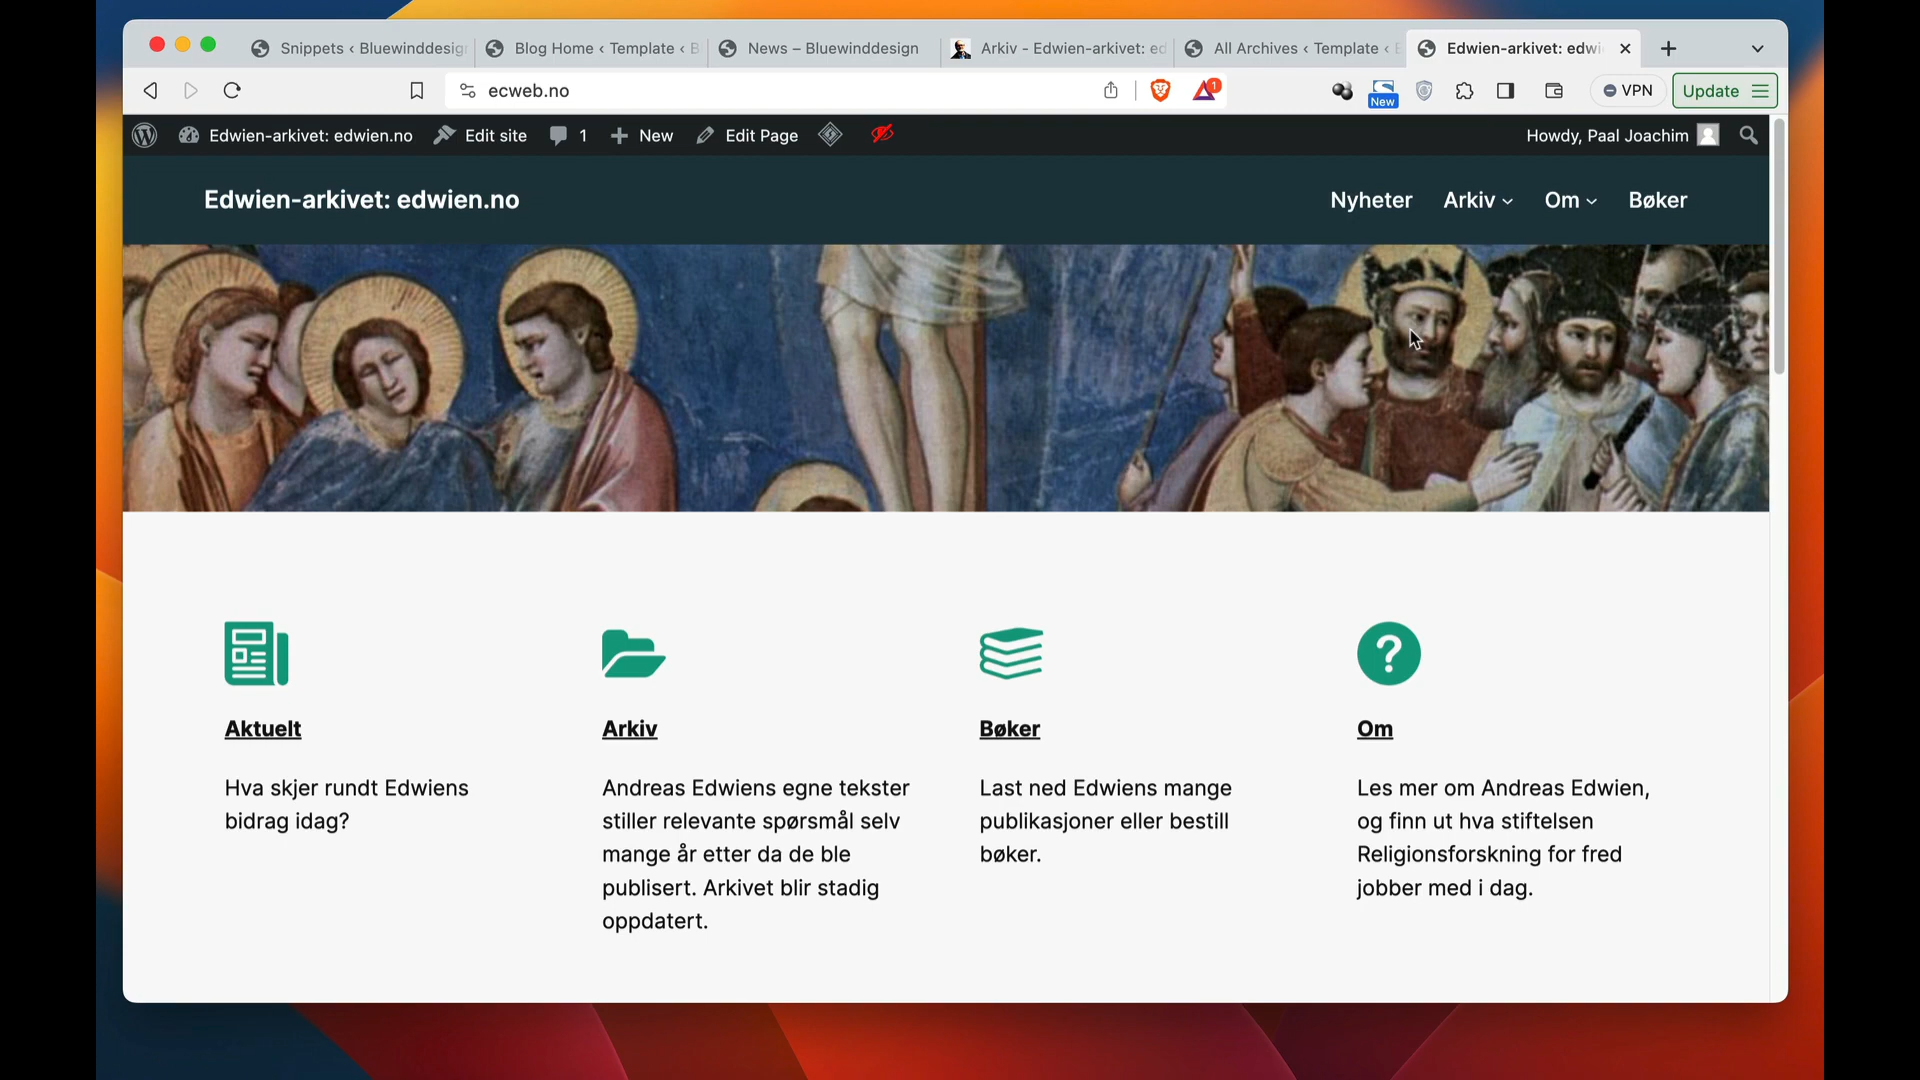 Snippets ‹ Bluewinddesig
Blog Home ‹ Template ‹ B
News – Bluewinddesign
Arkiv - Edwien-arkivet: ed
All Archives ‹ Template ‹ E
Edwien-arkivet: edwi
ecweb.no
1
New
VPN
Update
Edwien-arkivet: edwien.no
Edit site
1
New
Edit Page
Howdy, Paal Joachim
Edwien-arkivet: edwien.no
Nyheter
Arkiv
Om
Bøker
Aktuelt
Hva skjer rundt Edwiens
bidrag idag?
Arkiv
Andreas Edwiens egne tekster
stiller relevante spørsmål selv
mange år etter da de ble
publisert. Arkivet blir stadig
oppdatert.
Bøker
Last ned Edwiens mange
publikasjoner eller bestill
bøker.
Om
Les mer om Andreas Edwien,
og finn ut hva stiftelsen
Religionsforskning for fred
jobber med i dag.